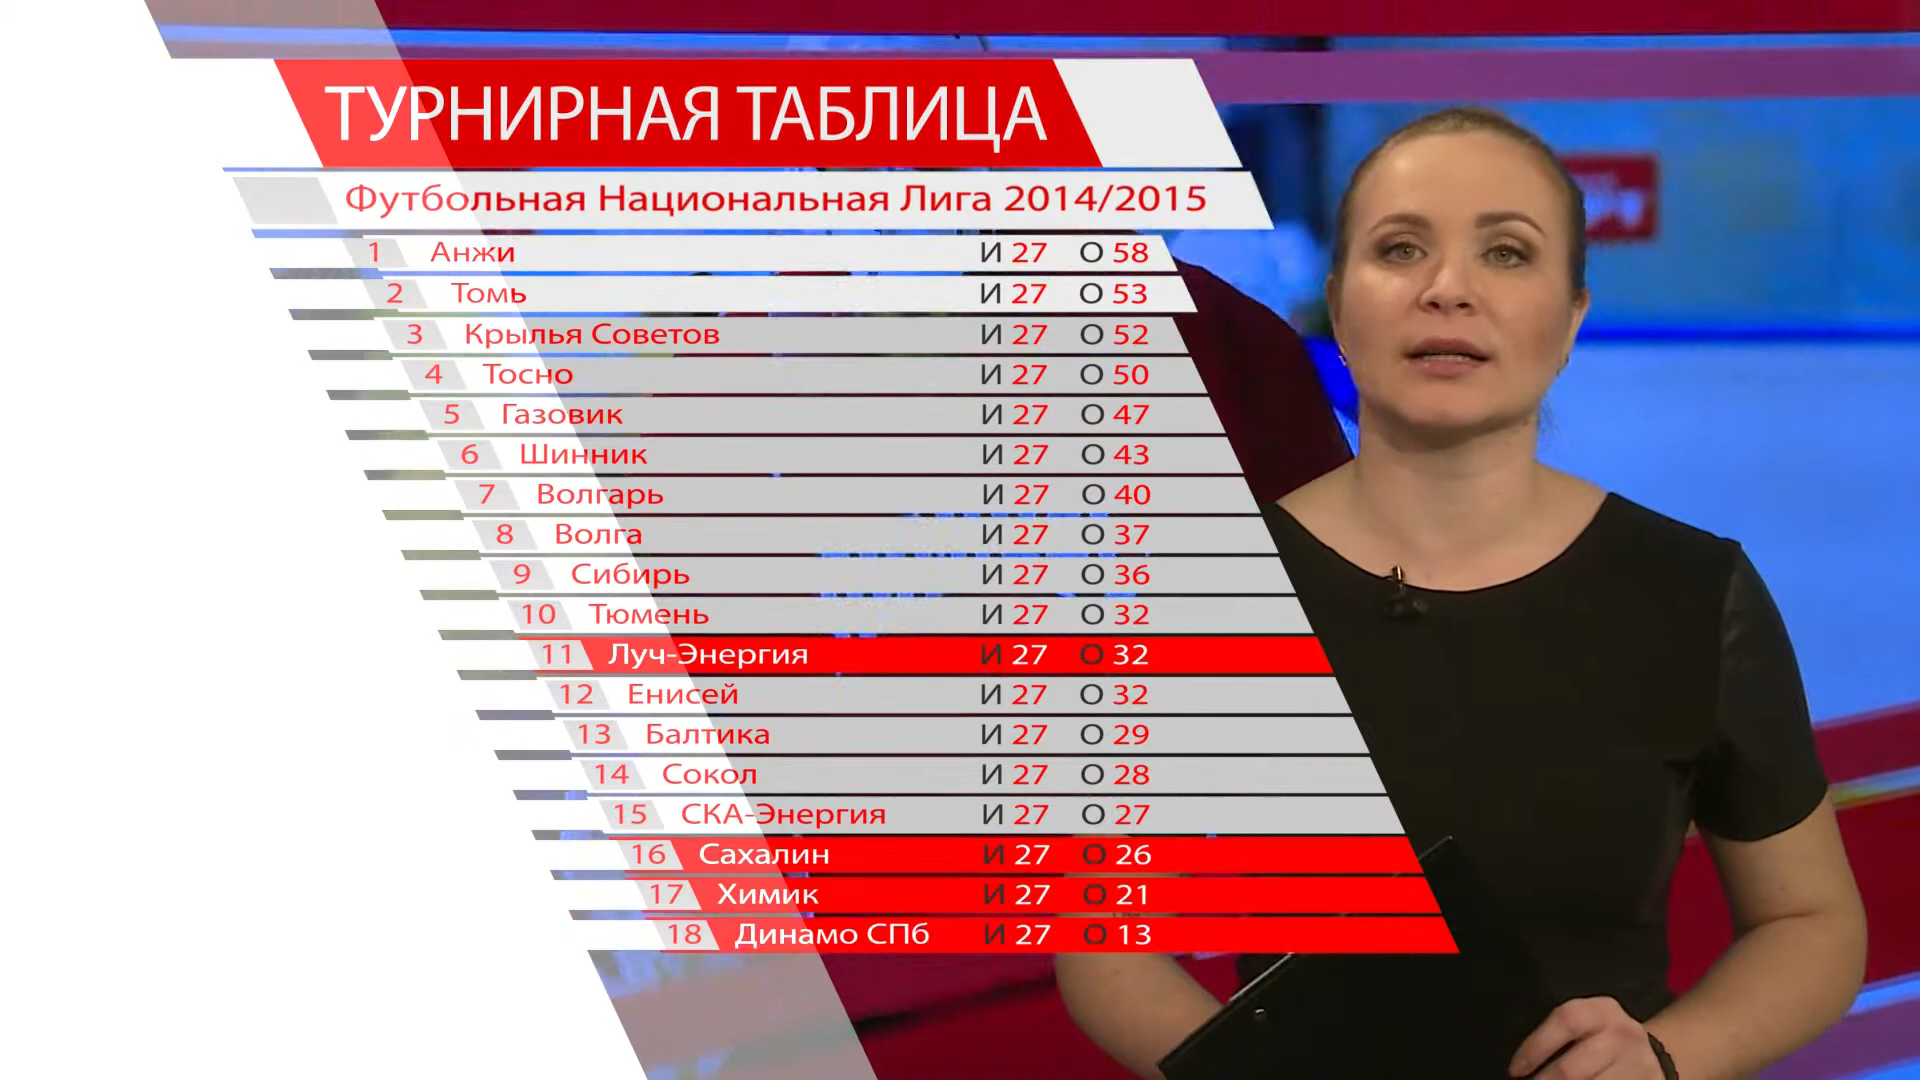 ТУРНИРНАЯ ТАБЛИЦА
Футбольная Национальная Лига 2014/2015
1 Анжи И 27 О 58
2 Томь И 27 О 53
3 Крылья Советов И 27 О 52
4 Тосно И 27 О 50
5 Газовик И 27 О 47
6 Шинник И 27 О 43
7 Волгарь И 27 О 40
8 Волга И 27 О 37
9 Сибирь И 27 О 36
10 Тюмень И 27 О 32
11 Луч-Энергия И 27 О 32
12 Енисей И 27 О 32
13 Балтика И 27 О 29
14 Сокол И 27 О 28
15 СКА-Энергия И 27 О 27
16 Сахалин И 27 О 26
17 Химик И 27 О 21
18 Динамо СПб И 27 О 13